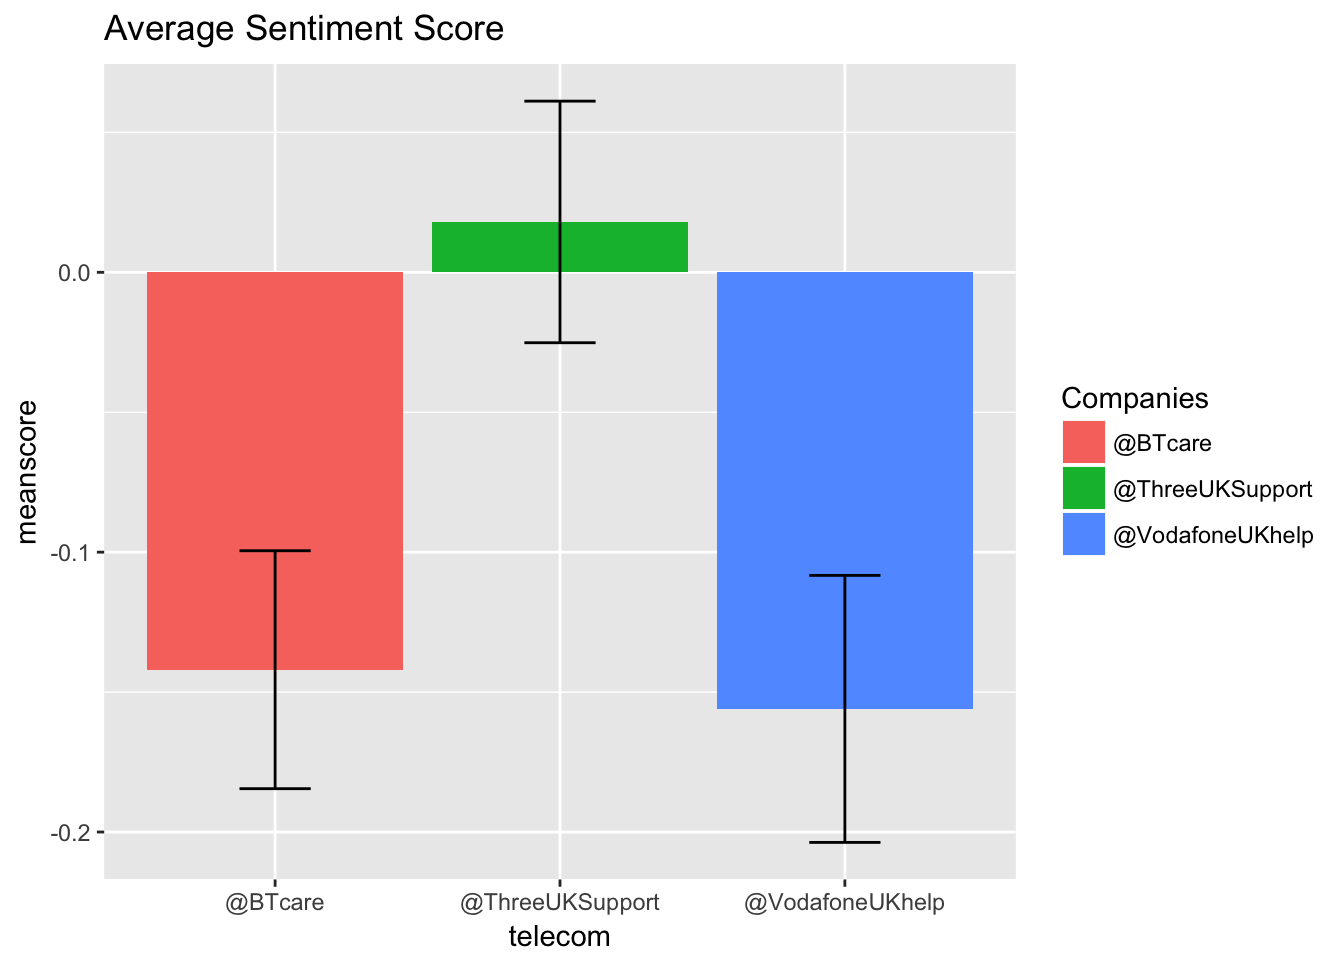 Average Sentiment Score
meanscore
0.0
-0.1
-0.2
@BTcare
@ThreeUKSupport
@VodafoneUKhelp
telecom
Companies
@BTcare
@ThreeUKSupport
@VodafoneUKhelp